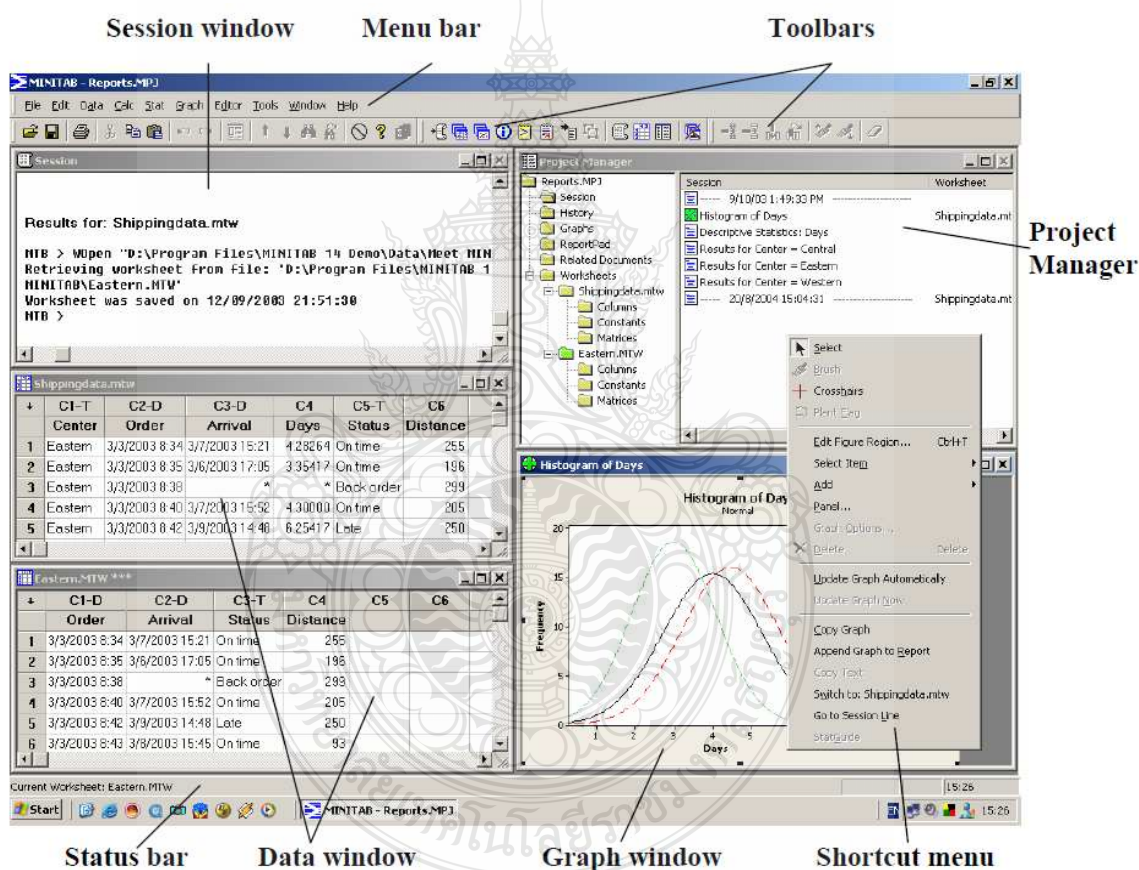 Session window
Menu bar
Toolbars
MINITAB - Reports.MPJ
File Edit Data Calc Stat Graph Editor Tools Window Help
Session
Results for: Shippingdata.mtw
MTB > WOpen "D:\Program Files\MINITAB 14 Demo\Data\Meet MIN
Retrieving worksheet from file: 'D:\Program Files\MINITAB 1
MINITAB\Eastern.MTW'
Worksheet was saved on 12/09/2003 21:51:30
MTB >
Project Manager
Reports.MPJ
Session
History
Graphs
ReportPad
Related Documents
Worksheets
Shippingdata.mtw
Columns
Constants
Matrices
Eastern.MTW
Columns
Constants
Matrices
Session Worksheet
----- 9/10/03 1:49:33 PM
Histogram of Days Shippingdata.mt
Descriptive Statistics: Days
Results for Center = Central
Results for Center = Eastern
Results for Center = Western
----- 20/8/2004 15:04:31 Shippingdata.mt
Project
Manager
Shippingdata.mtw
C1-T C2-D C3-D C4 C5-T C6
Center Order Arrival Days Status Distance
1 Eastern 3/3/2003 8:34 3/7/2003 15:21 4.28264 On time 255
2 Eastern 3/3/2003 8:35 3/6/2003 17:05 3.35417 On time 196
3 Eastern 3/3/2003 8:38 * * Back order 299
4 Eastern 3/3/2003 8:40 3/7/2003 15:52 4.30000 On time 205
5 Eastern 3/3/2003 8:42 3/9/2003 14:48 6.25417 Late 250
Eastern.MTW ***
C1-D C2-D C3-T C4 C5 C6
Order Arrival Status Distance
1 3/3/2003 8:34 3/7/2003 15:21 On time 255
2 3/3/2003 8:35 3/6/2003 17:05 On time 196
3 3/3/2003 8:38 * Back order 299
4 3/3/2003 8:40 3/7/2003 15:52 On time 205
5 3/3/2003 8:42 3/9/2003 14:48 Late 250
6 3/3/2003 8:43 3/8/2003 15:45 On time 93
Histogram of Days
Histogram of Day
Normal
Frequency
20
15
10
5
0
1 2 3 4 5
Days
Select
Brush
Crosshairs
Plant Flag
Edit Figure Region... Ctrl+T
Select Item
Add
Panel...
Graph Options...
Delete Delete
Update Graph Automatically
Update Graph Now
Copy Graph
Append Graph to Report
Copy Text
Switch to: Shippingdata.mtw
Go to Session Line
StatGuide
Current Worksheet: Eastern.MTW 15:26
Start MINITAB - Reports.MPJ 15:26
Status bar
Data window
Graph window
Shortcut menu